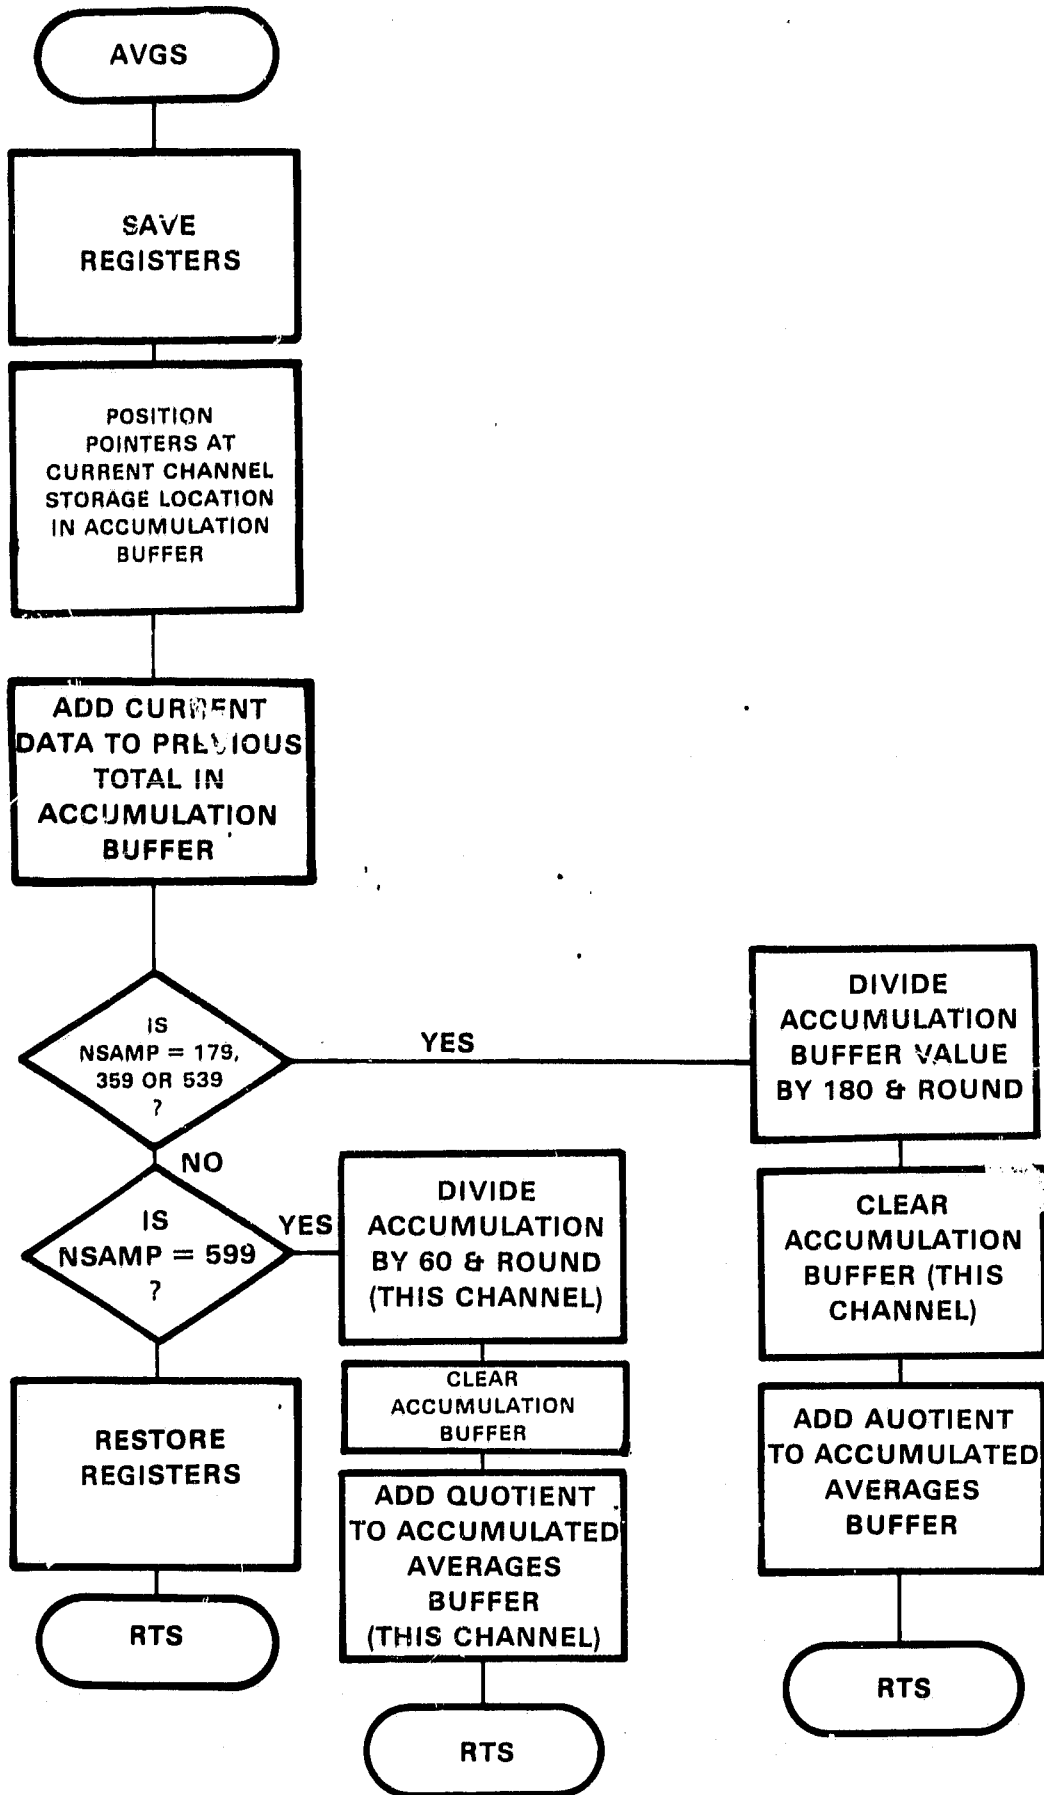 AVGS
SAVE
REGISTERS
POSITION
POINTERS AT
CURRENT CHANNEL
STORAGE LOCATION
IN ACCUMULATION
BUFFER
ADD CURRENT
DATA TO PREVIOUS
TOTAL IN
ACCUMULATION
BUFFER
IS
NSAMP = 179,
359 OR 539
?
YES
NO
IS
NSAMP = 599
?
YES
RESTORE
REGISTERS
RTS
DIVIDE
ACCUMULATION
BY 60 & ROUND
(THIS CHANNEL)
CLEAR
ACCUMULATION
BUFFER
ADD QUOTIENT
TO ACCUMULATED
AVERAGES
BUFFER
(THIS CHANNEL)
RTS
DIVIDE
ACCUMULATION
BUFFER VALUE
BY 180 & ROUND
CLEAR
ACCUMULATION
BUFFER (THIS
CHANNEL)
ADD AUOTIENT
TO ACCUMULATED
AVERAGES
BUFFER
RTS